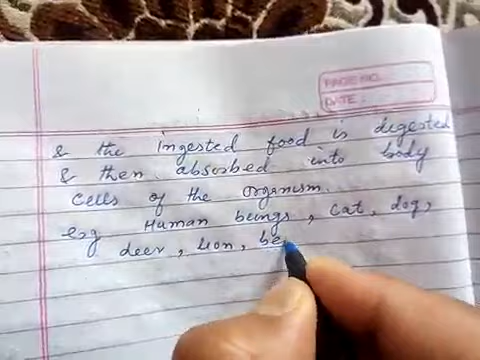 PAGE NO.
DATE:
& the ingested food is digested
& then absorbed into body
cells of the organism.
e.g Human beings, cat, dog,
deer, lion, be